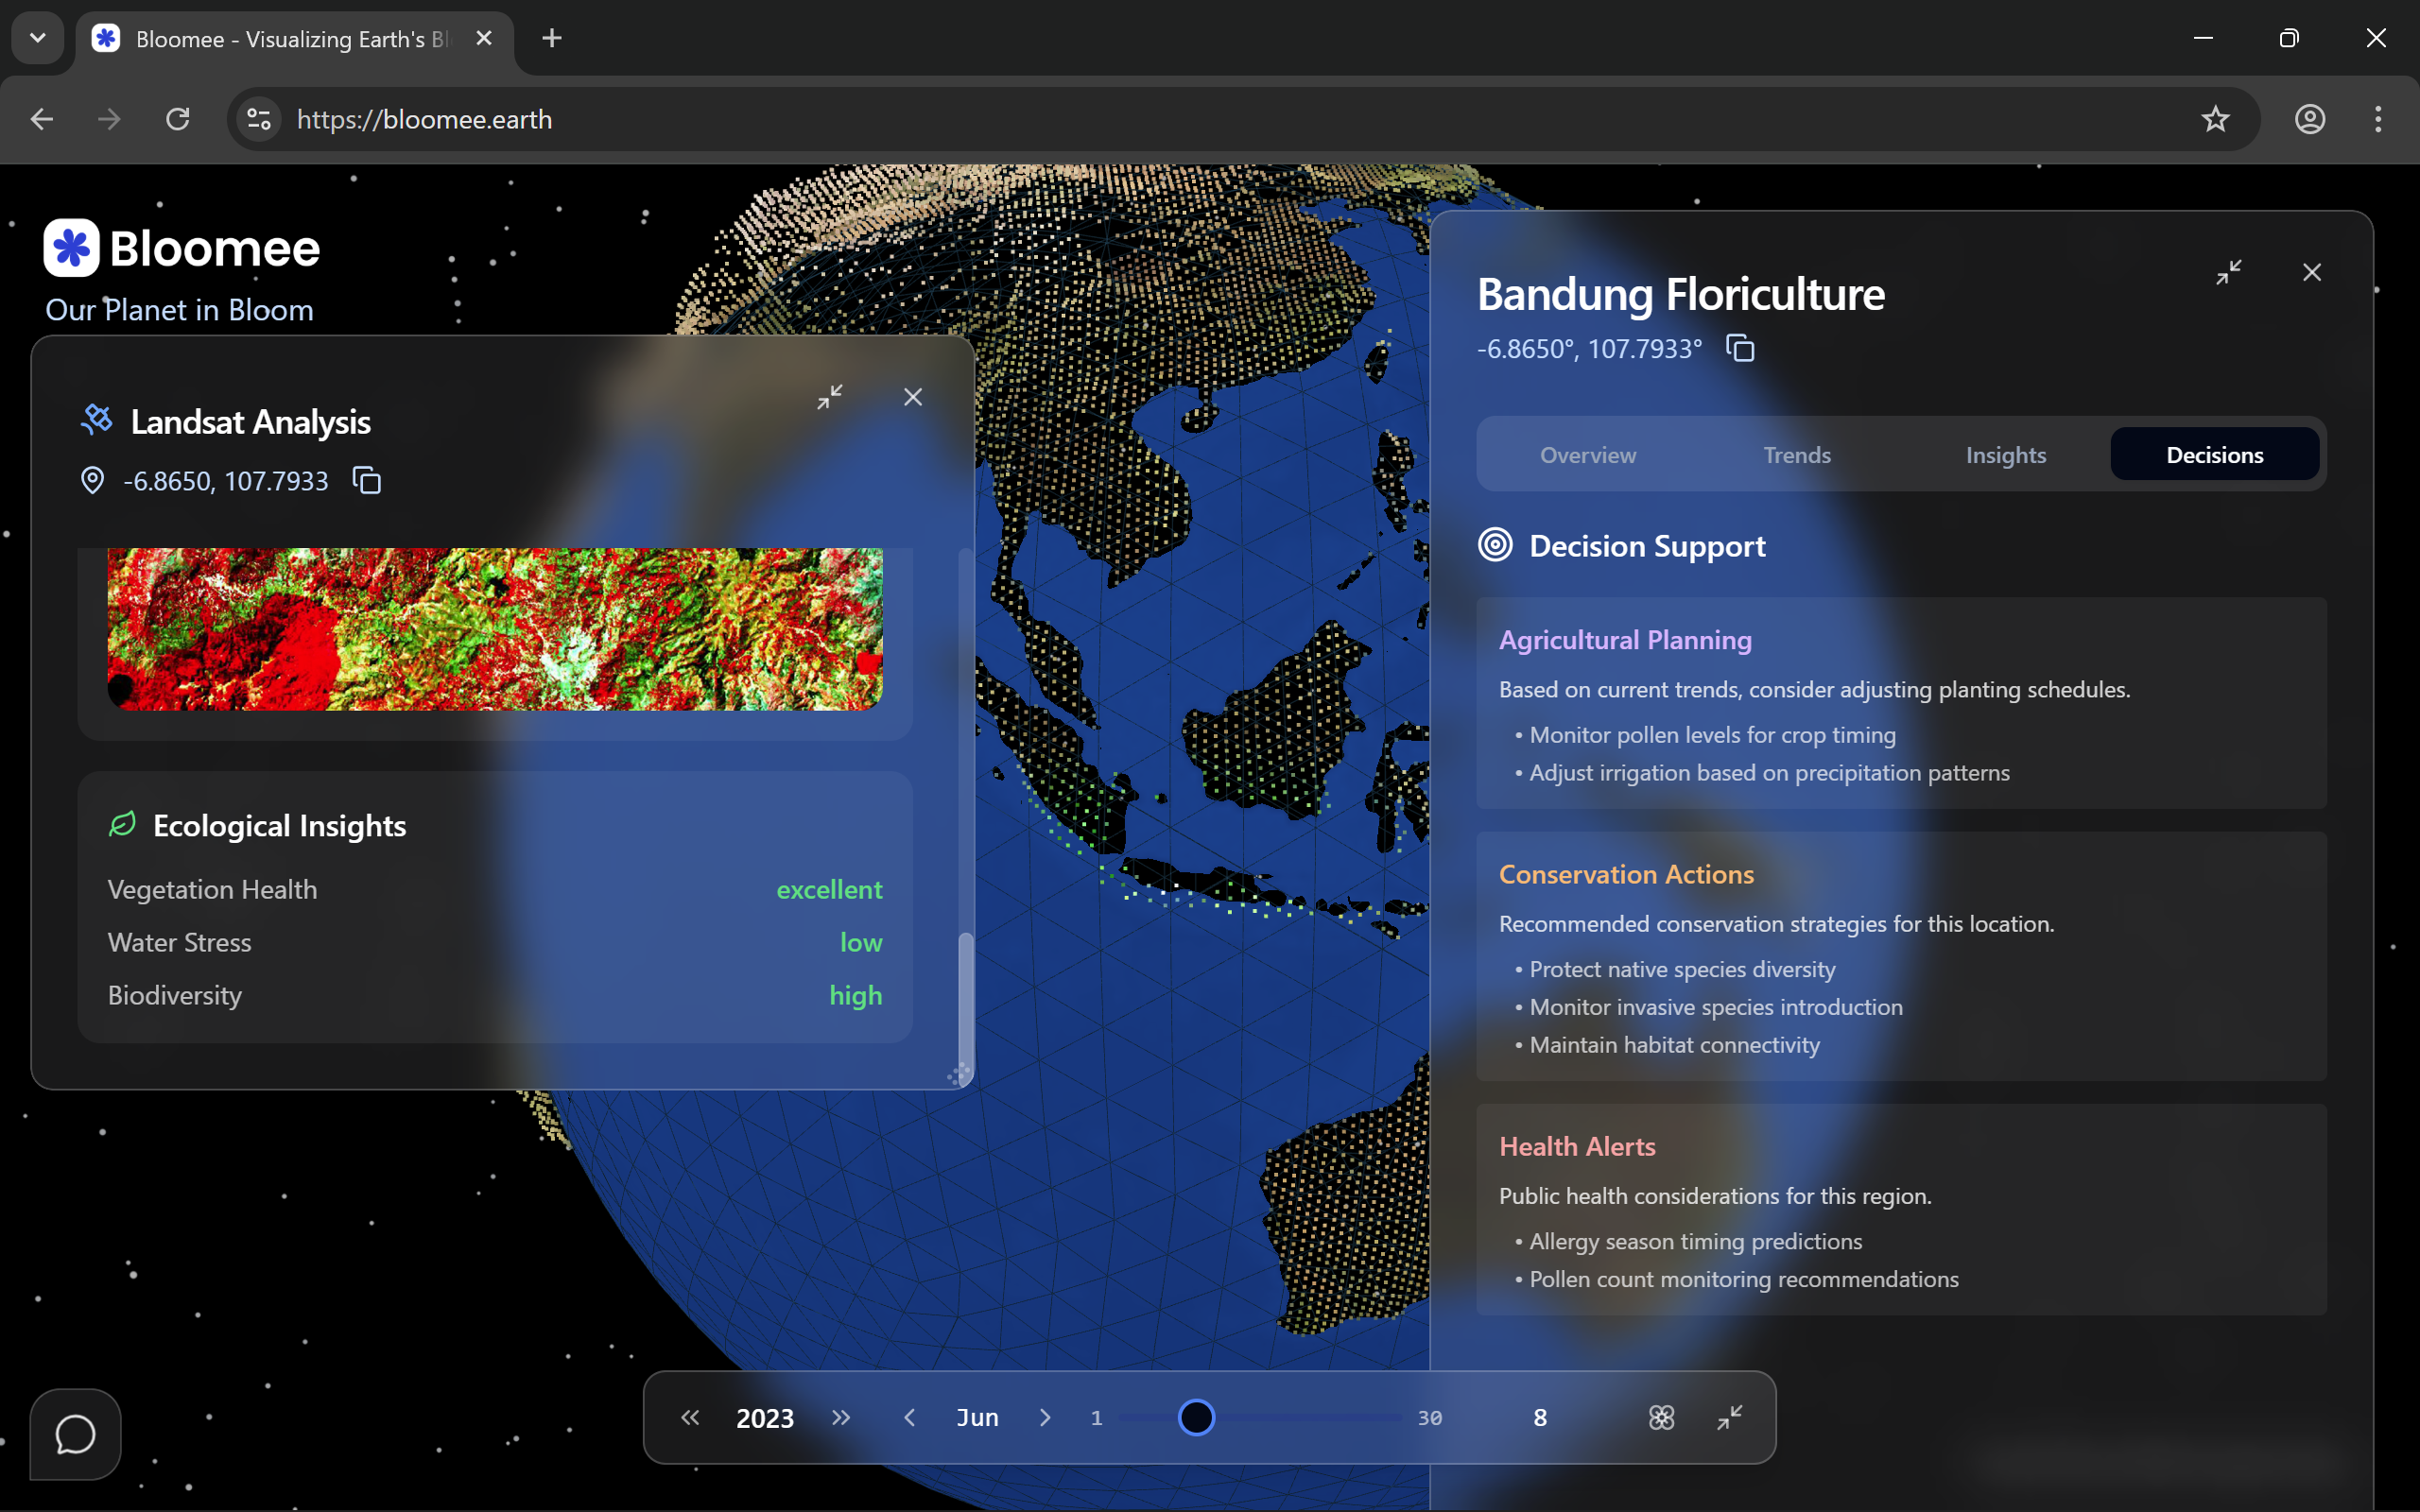 Bloomee - Visualizing Earth's Bl
https://bloomee.earth
Bloomee
Our Planet in Bloom
Landsat Analysis
-6.8650, 107.7933
Ecological Insights
Vegetation Health excellent
Water Stress low
Biodiversity high
Bandung Floriculture
-6.8650°, 107.7933°
Overview Trends Insights Decisions
Decision Support
Agricultural Planning
Based on current trends, consider adjusting planting schedules.
• Monitor pollen levels for crop timing
• Adjust irrigation based on precipitation patterns
Conservation Actions
Recommended conservation strategies for this location.
• Protect native species diversity
• Monitor invasive species introduction
• Maintain habitat connectivity
Health Alerts
Public health considerations for this region.
• Allergy season timing predictions
• Pollen count monitoring recommendations
2023 Jun 1 30 8